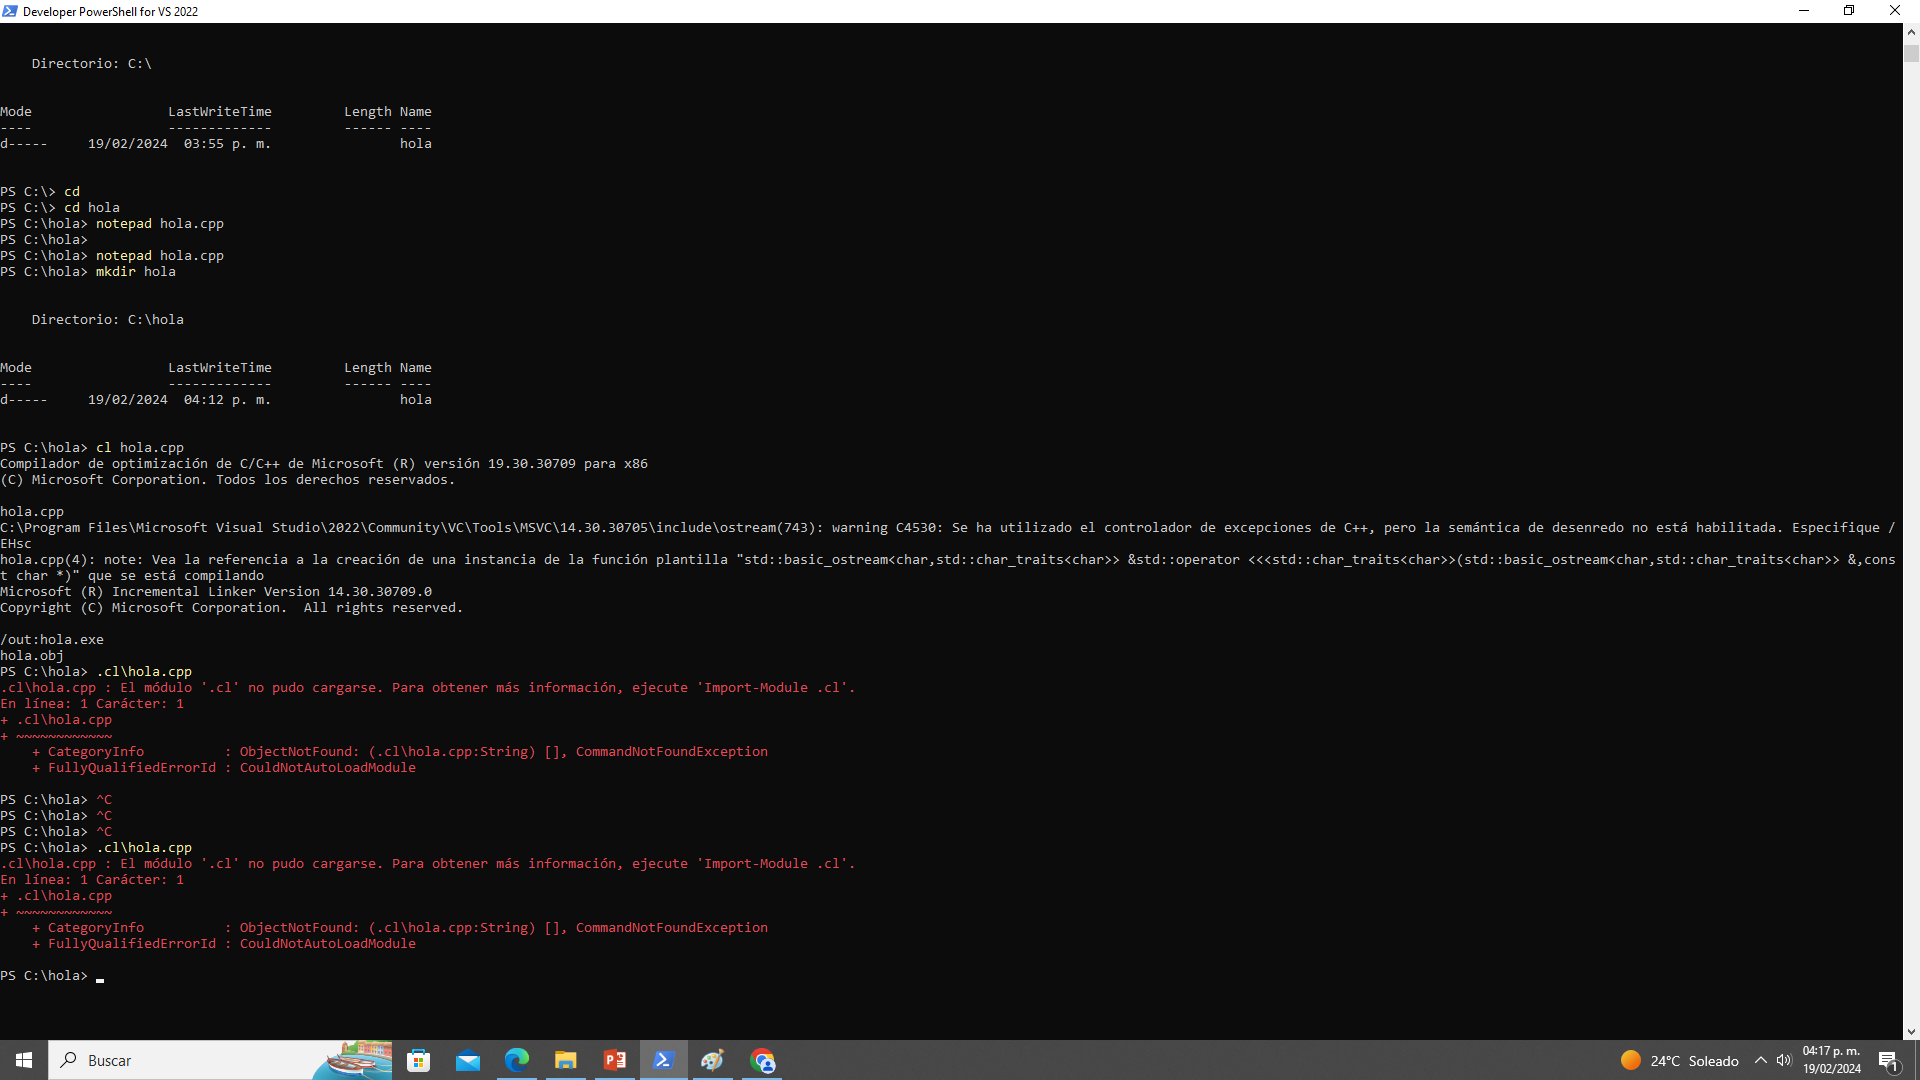 Developer PowerShell for VS 2022
Directorio: C:\
Mode                 LastWriteTime         Length Name
----                 -------------         ------ ----
d-----     19/02/2024  03:55 p. m.                hola
PS C:\> cd
PS C:\> cd hola
PS C:\hola> notepad hola.cpp
PS C:\hola>
PS C:\hola> notepad hola.cpp
PS C:\hola> mkdir hola
Directorio: C:\hola
Mode                 LastWriteTime         Length Name
----                 -------------         ------ ----
d-----     19/02/2024  04:12 p. m.                hola
PS C:\hola> cl hola.cpp
Compilador de optimización de C/C++ de Microsoft (R) versión 19.30.30709 para x86
(C) Microsoft Corporation. Todos los derechos reservados.
hola.cpp
C:\Program Files\Microsoft Visual Studio\2022\Community\VC\Tools\MSVC\14.30.30705\include\ostream(743): warning C4530: Se ha utilizado el controlador de excepciones de C++, pero la semántica de desenredo no está habilitada. Especifique /
EHsc
hola.cpp(4): note: Vea la referencia a la creación de una instancia de la función plantilla "std::basic_ostream<char,std::char_traits<char>> &std::operator <<<std::char_traits<char>>(std::basic_ostream<char,std::char_traits<char>> &,cons
t char *)" que se está compilando
Microsoft (R) Incremental Linker Version 14.30.30709.0
Copyright (C) Microsoft Corporation.  All rights reserved.
/out:hola.exe
hola.obj
PS C:\hola> .cl\hola.cpp
.cl\hola.cpp : El módulo '.cl' no pudo cargarse. Para obtener más información, ejecute 'Import-Module .cl'.
En línea: 1 Carácter: 1
+ .cl\hola.cpp
+ ~~~~~~~~~~~~
+ CategoryInfo          : ObjectNotFound: (.cl\hola.cpp:String) [], CommandNotFoundException
+ FullyQualifiedErrorId : CouldNotAutoLoadModule
PS C:\hola> ^C
PS C:\hola> ^C
PS C:\hola> ^C
PS C:\hola> .cl\hola.cpp
.cl\hola.cpp : El módulo '.cl' no pudo cargarse. Para obtener más información, ejecute 'Import-Module .cl'.
En línea: 1 Carácter: 1
+ .cl\hola.cpp
+ ~~~~~~~~~~~~
+ CategoryInfo          : ObjectNotFound: (.cl\hola.cpp:String) [], CommandNotFoundException
+ FullyQualifiedErrorId : CouldNotAutoLoadModule
PS C:\hola>
Buscar
24°C Soleado
04:17 p. m.
19/02/2024
1